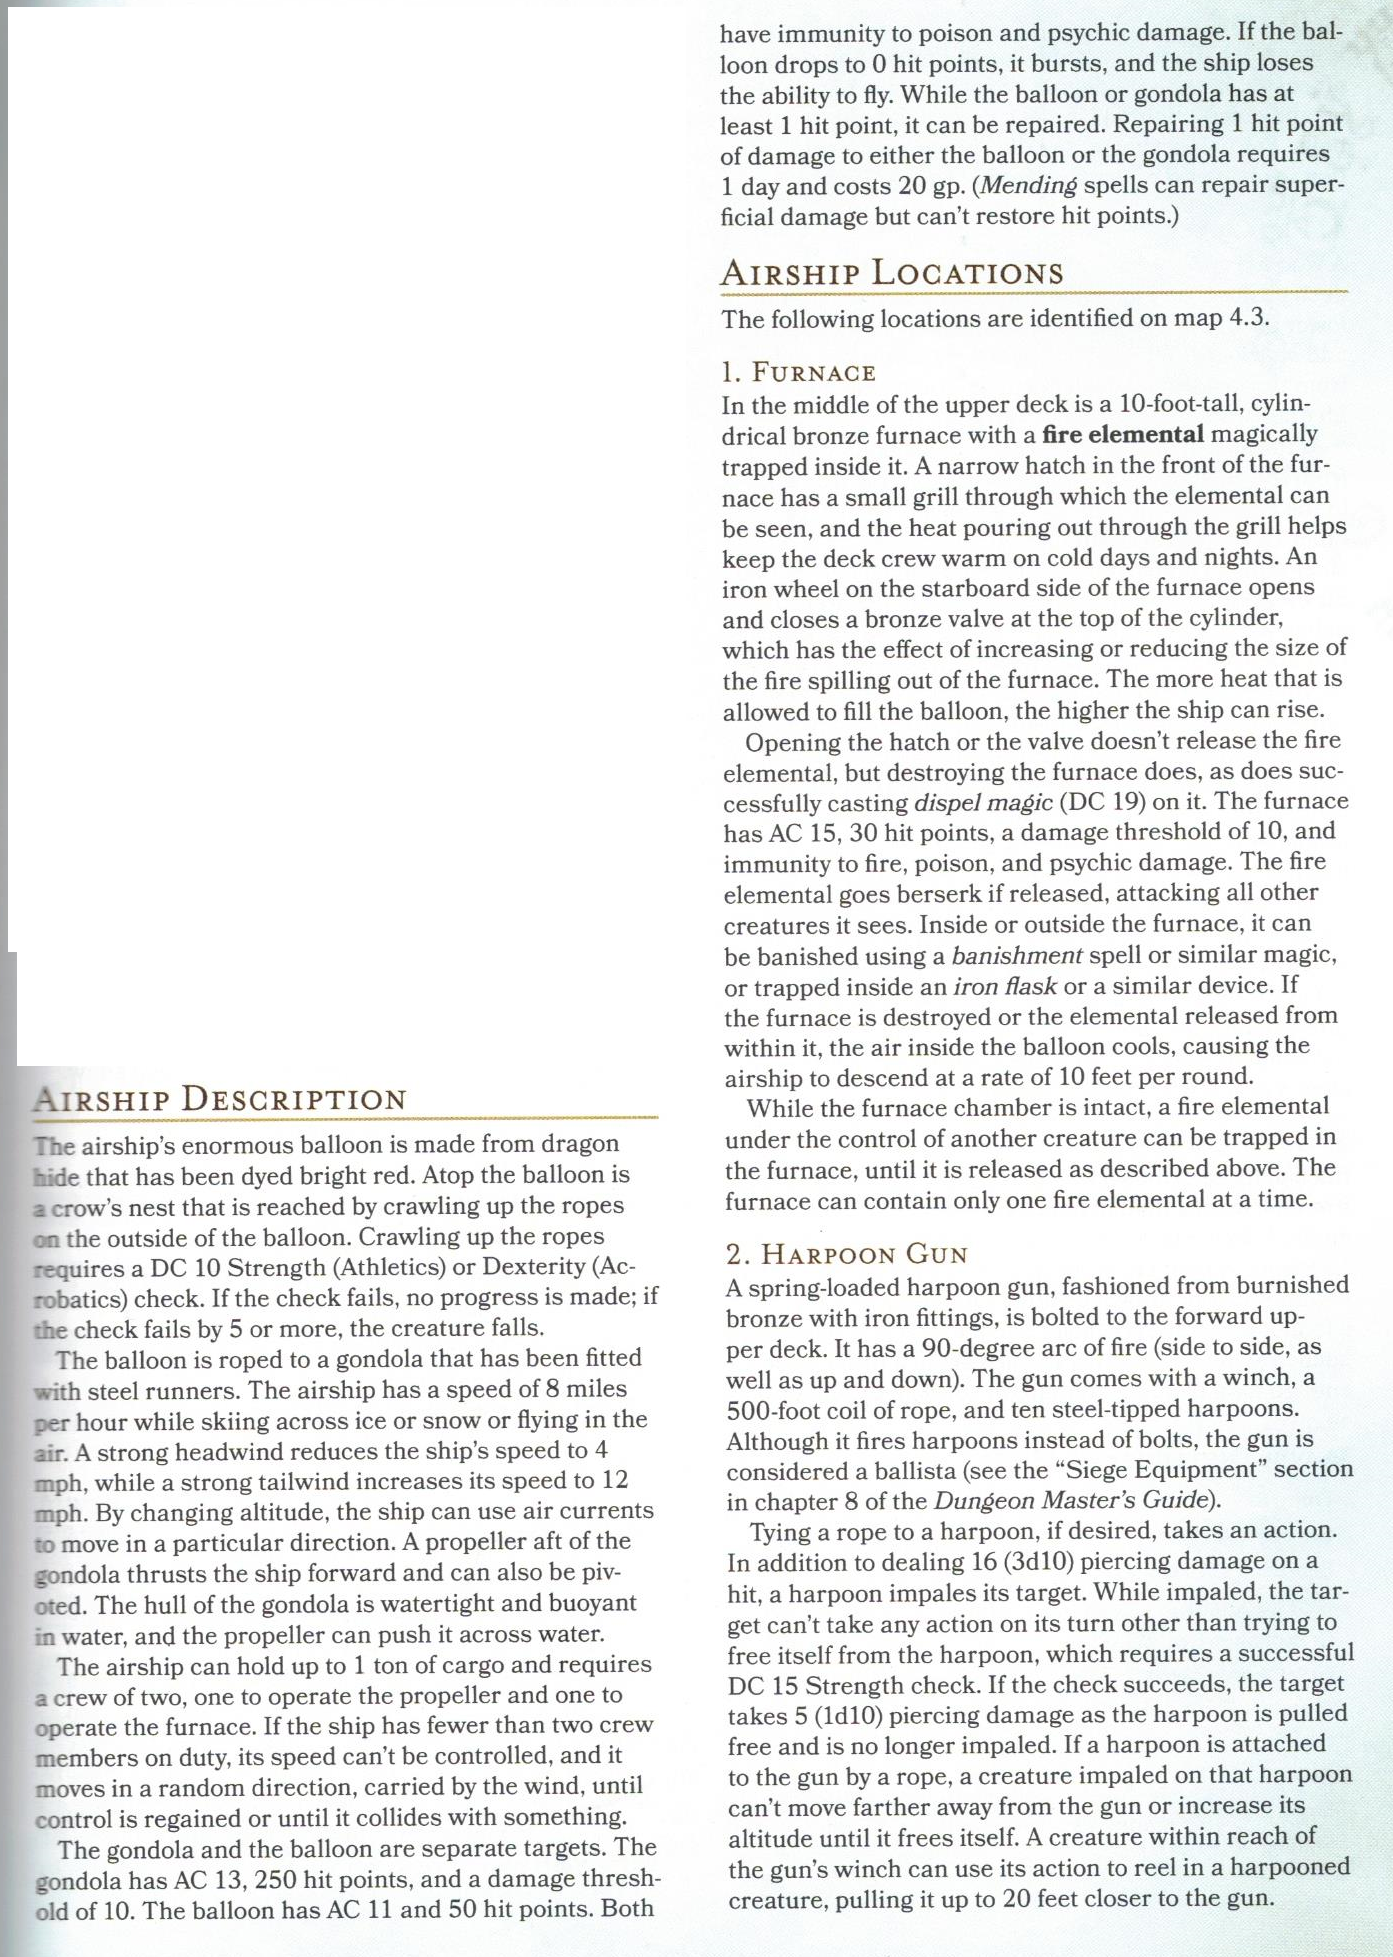 AIRSHIP DESCRIPTION
The airship's enormous balloon is made from dragon
hide that has been dyed bright red. Atop the balloon is
a crow's nest that is reached by crawling up the ropes
on the outside of the balloon. Crawling up the ropes
requires a DC 10 Strength (Athletics) or Dexterity (Ac-
robatics) check. If the check fails, no progress is made; if
the check fails by 5 or more, the creature falls.
The balloon is roped to a gondola that has been fitted
with steel runners. The airship has a speed of 8 miles
per hour while skiing across ice or snow or flying in the
air. A strong headwind reduces the ship's speed to 4
mph, while a strong tailwind increases its speed to 12
mph. By changing altitude, the ship can use air currents
to move in a particular direction. A propeller aft of the
gondola thrusts the ship forward and can also be piv-
oted. The hull of the gondola is watertight and buoyant
in water, and the propeller can push it across water.
The airship can hold up to 1 ton of cargo and requires
a crew of two, one to operate the propeller and one to
operate the furnace. If the ship has fewer than two crew
members on duty, its speed can't be controlled, and it
moves in a random direction, carried by the wind, until
control is regained or until it collides with something.
The gondola and the balloon are separate targets. The
gondola has AC 13, 250 hit points, and a damage thresh-
old of 10. The balloon has AC 11 and 50 hit points. Both
have immunity to poison and psychic damage. If the bal-
loon drops to 0 hit points, it bursts, and the ship loses
the ability to fly. While the balloon or gondola has at
least 1 hit point, it can be repaired. Repairing 1 hit point
of damage to either the balloon or the gondola requires
1 day and costs 20 gp. (Mending spells can repair super-
ficial damage but can't restore hit points.)
AIRSHIP LOCATIONS
The following locations are identified on map 4.3.
1. FURNACE
In the middle of the upper deck is a 10-foot-tall, cylin-
drical bronze furnace with a fire elemental magically
trapped inside it. A narrow hatch in the front of the fur-
nace has a small grill through which the elemental can
be seen, and the heat pouring out through the grill helps
keep the deck crew warm on cold days and nights. An
iron wheel on the starboard side of the furnace opens
and closes a bronze valve at the top of the cylinder,
which has the effect of increasing or reducing the size of
the fire spilling out of the furnace. The more heat that is
allowed to fill the balloon, the higher the ship can rise.
Opening the hatch or the valve doesn't release the fire
elemental, but destroying the furnace does, as does suc-
cessfully casting dispel magic (DC 19) on it. The furnace
has AC 15, 30 hit points, a damage threshold of 10, and
immunity to fire, poison, and psychic damage. The fire
elemental goes berserk if released, attacking all other
creatures it sees. Inside or outside the furnace, it can
be banished using a banishment spell or similar magic,
or trapped inside an iron flask or a similar device. If
the furnace is destroyed or the elemental released from
within it, the air inside the balloon cools, causing the
airship to descend at a rate of 10 feet per round.
While the furnace chamber is intact, a fire elemental
under the control of another creature can be trapped in
the furnace, until it is released as described above. The
furnace can contain only one fire elemental at a time.
2. HARPOON GUN
A spring-loaded harpoon gun, fashioned from burnished
bronze with iron fittings, is bolted to the forward up-
per deck. It has a 90-degree arc of fire (side to side, as
well as up and down). The gun comes with a winch, a
500-foot coil of rope, and ten steel-tipped harpoons.
Although it fires harpoons instead of bolts, the gun is
considered a ballista (see the "Siege Equipment" section
in chapter 8 of the Dungeon Master's Guide).
Tying a rope to a harpoon, if desired, takes an action.
In addition to dealing 16 (3d10) piercing damage on a
hit, a harpoon impales its target. While impaled, the tar-
get can't take any action on its turn other than trying to
free itself from the harpoon, which requires a successful
DC 15 Strength check. If the check succeeds, the target
takes 5 (1d10) piercing damage as the harpoon is pulled
free and is no longer impaled. If a harpoon is attached
to the gun by a rope, a creature impaled on that harpoon
can't move farther away from the gun or increase its
altitude until it frees itself. A creature within reach of
the gun's winch can use its action to reel in a harpooned
creature, pulling it up to 20 feet closer to the gun.